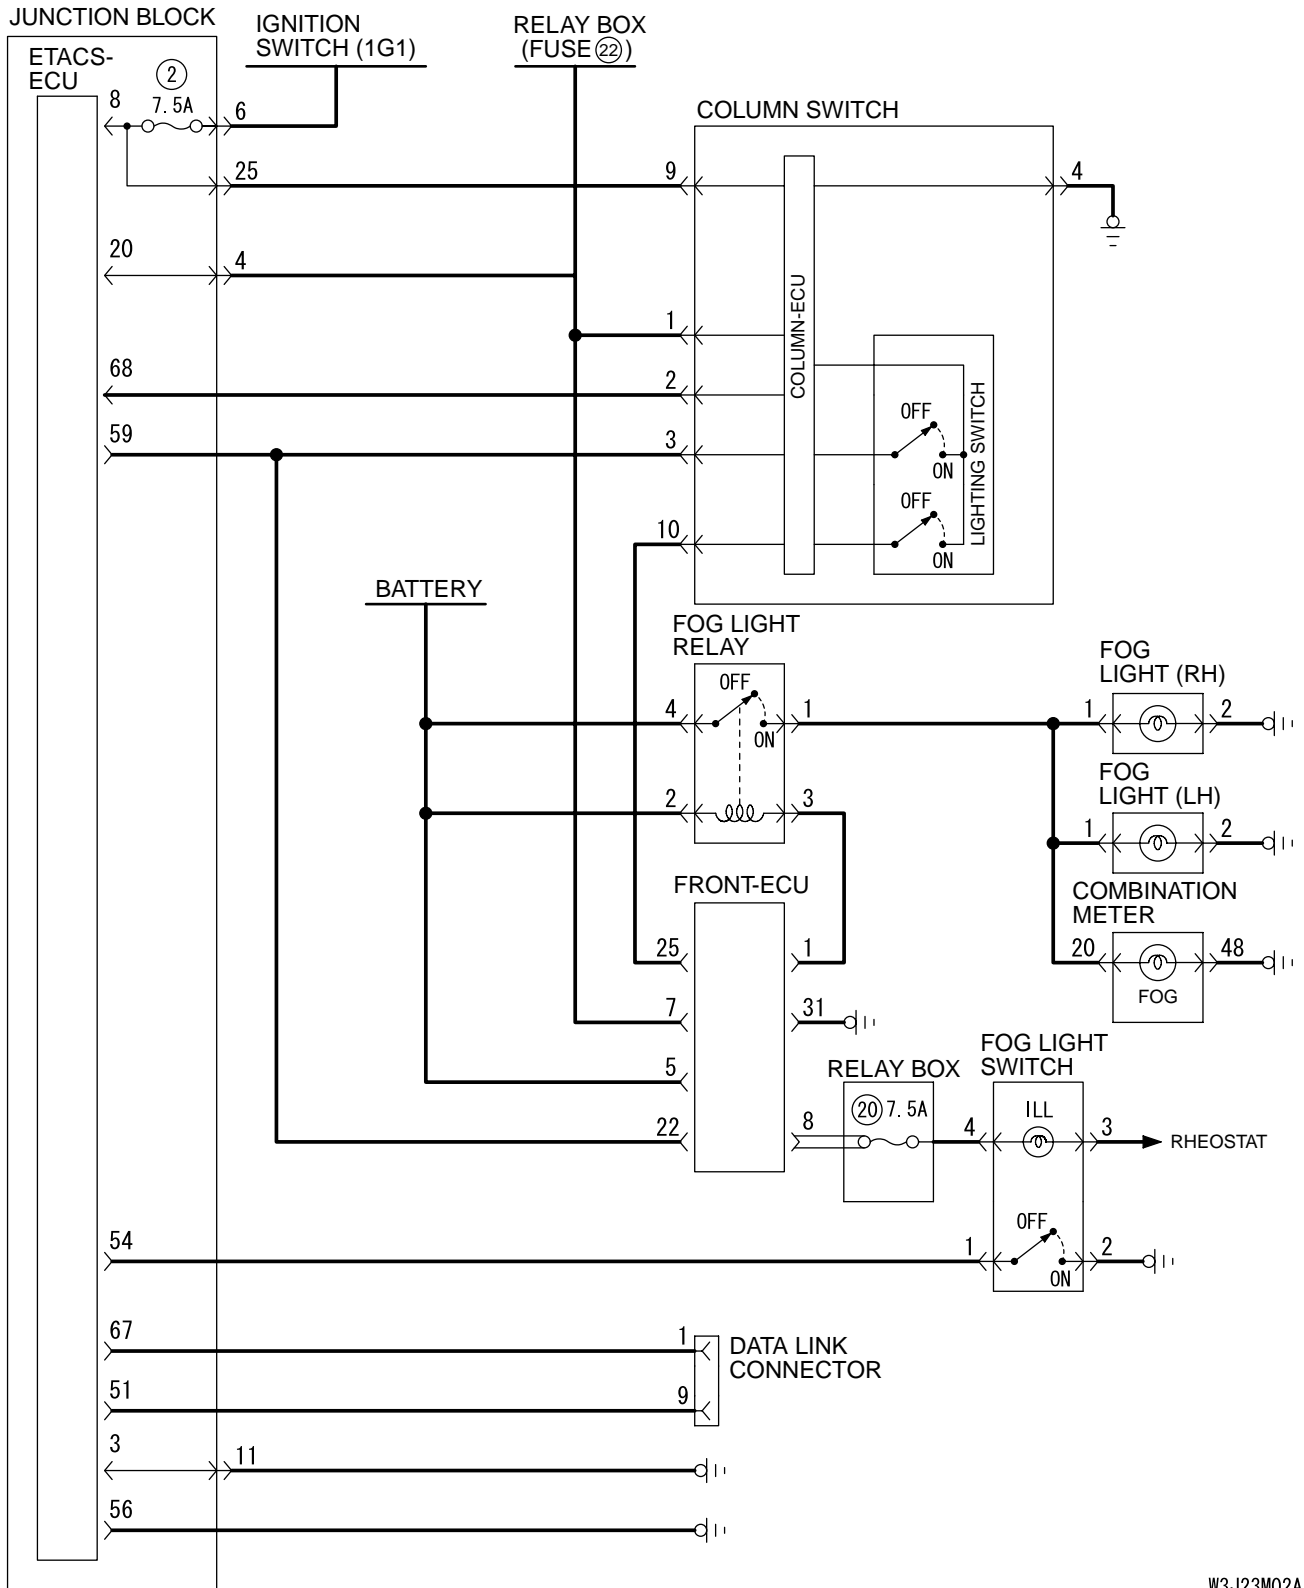 JUNCTION BLOCK
IGNITION
SWITCH (1G1)
RELAY BOX
(FUSE 22)
ETACS-
ECU
2
7.5A
8
6
COLUMN SWITCH
25
9
4
20
4
1
COLUMN-ECU
68
2
OFF
ON
LIGHTING SWITCH
59
3
10
OFF
ON
BATTERY
FOG LIGHT
RELAY
OFF
ON
4
1
FOG
LIGHT (RH)
1
2
2
3
FOG
LIGHT (LH)
1
2
FRONT-ECU
COMBINATION
METER
20
48
FOG
25
1
7
31
5
RELAY BOX
20 7.5A
FOG LIGHT
SWITCH
ILL
22
8
4
3
RHEOSTAT
OFF
ON
54
1
2
67
1
DATA LINK
CONNECTOR
51
9
3
11
56
W3J23M02A